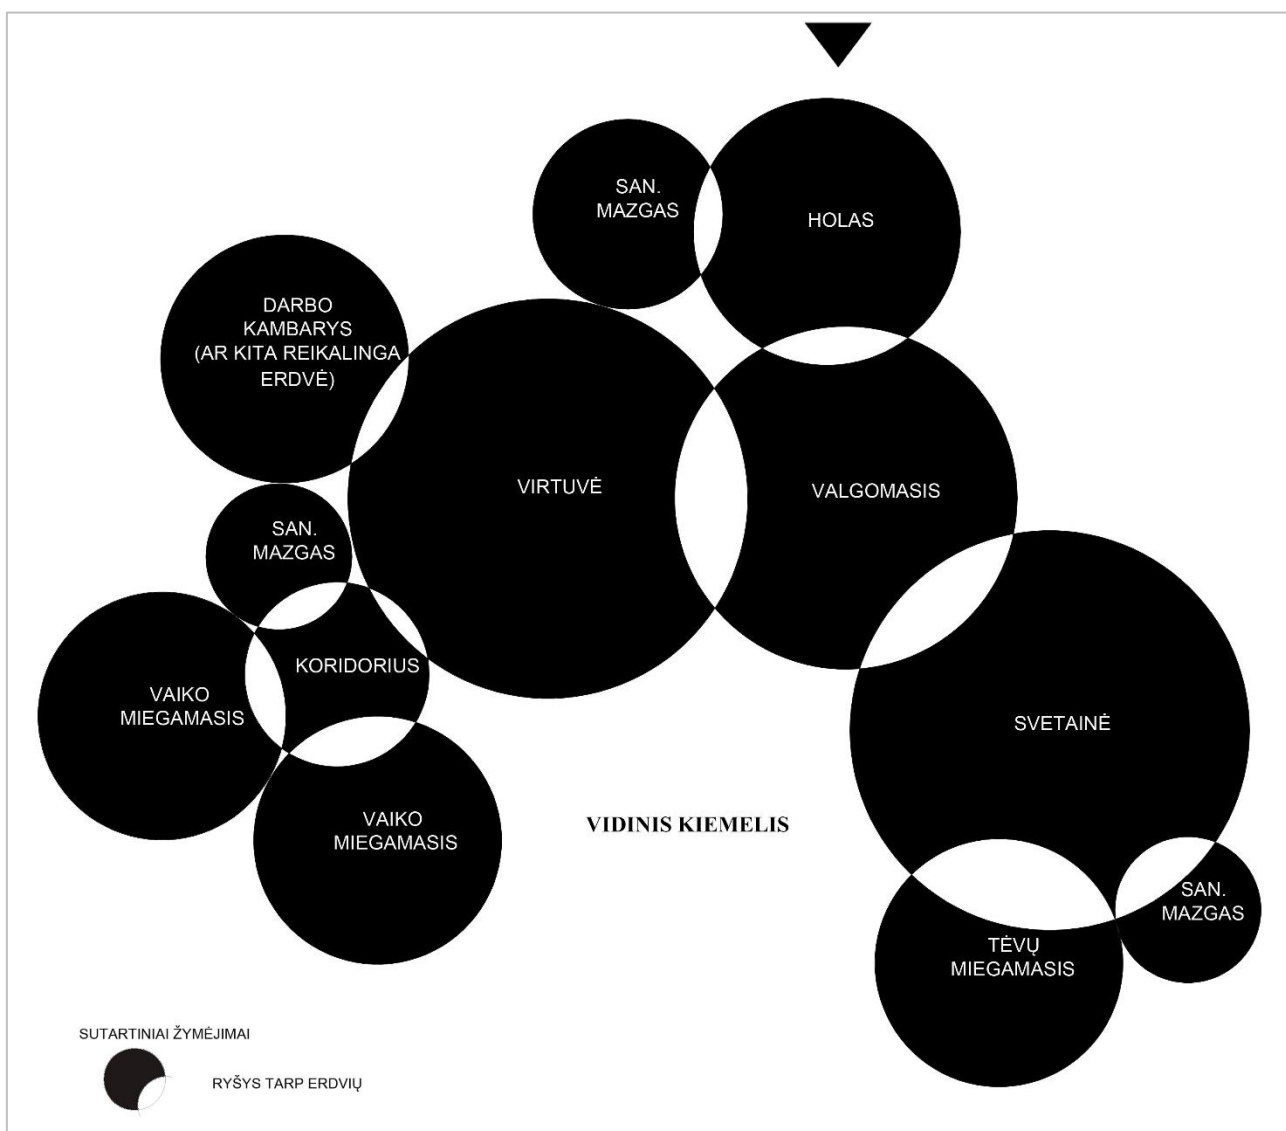 SAN.
MAZGAS
HOLAS
DARBO
KAMBARYS
(AR KITA REIKALINGA
ERDVĖ)
VIRTUVĖ
VALGOMASIS
SAN.
MAZGAS
KORIDORIUS
VAIKO
MIEGAMASIS
SVETAINĖ
VAIKO
MIEGAMASIS
VIDINIS KIEMELIS
SAN.
MAZGAS
TĖVŲ
MIEGAMASIS
SUTARTINIAI ŽYMĖJIMAI
RYŠYS TARP ERDVIŲ